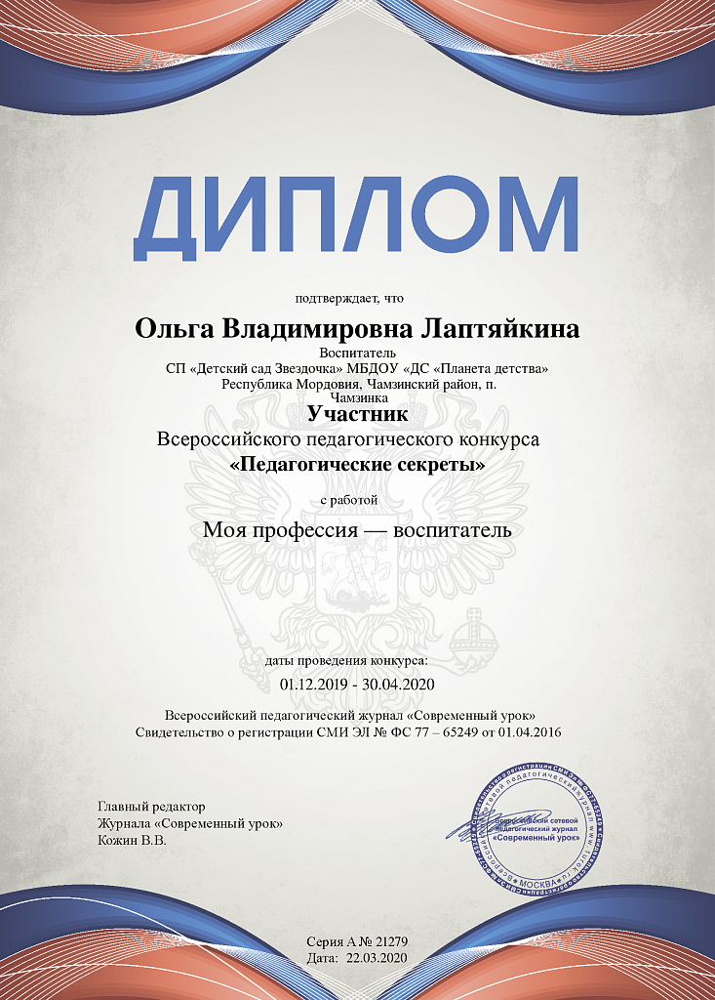 ДИПЛОМ
подтверждает, что
Ольга Владимировна Лаптяйкина
Воспитатель
СП «Детский сад Звездочка» МБДОУ «ДС «Планета детства»
Республика Мордовия, Чамзинский район, п.
Чамзинка
Участник
Всероссийского педагогического конкурса
«Педагогические секреты»
с работой
Моя профессия — воспитатель
даты проведения конкурса:
01.12.2019 - 30.04.2020
Всероссийский педагогический журнал «Современный урок»
Свидетельство о регистрации СМИ ЭЛ № ФС 77 – 65249 от 01.04.2016
Главный редактор
Журнала «Современный урок»
Кожин В.В.
Всероссийский сетевой
педагогический журнал
«Современный урок»
МОСКВА
Серия А № 21279
Дата: 22.03.2020